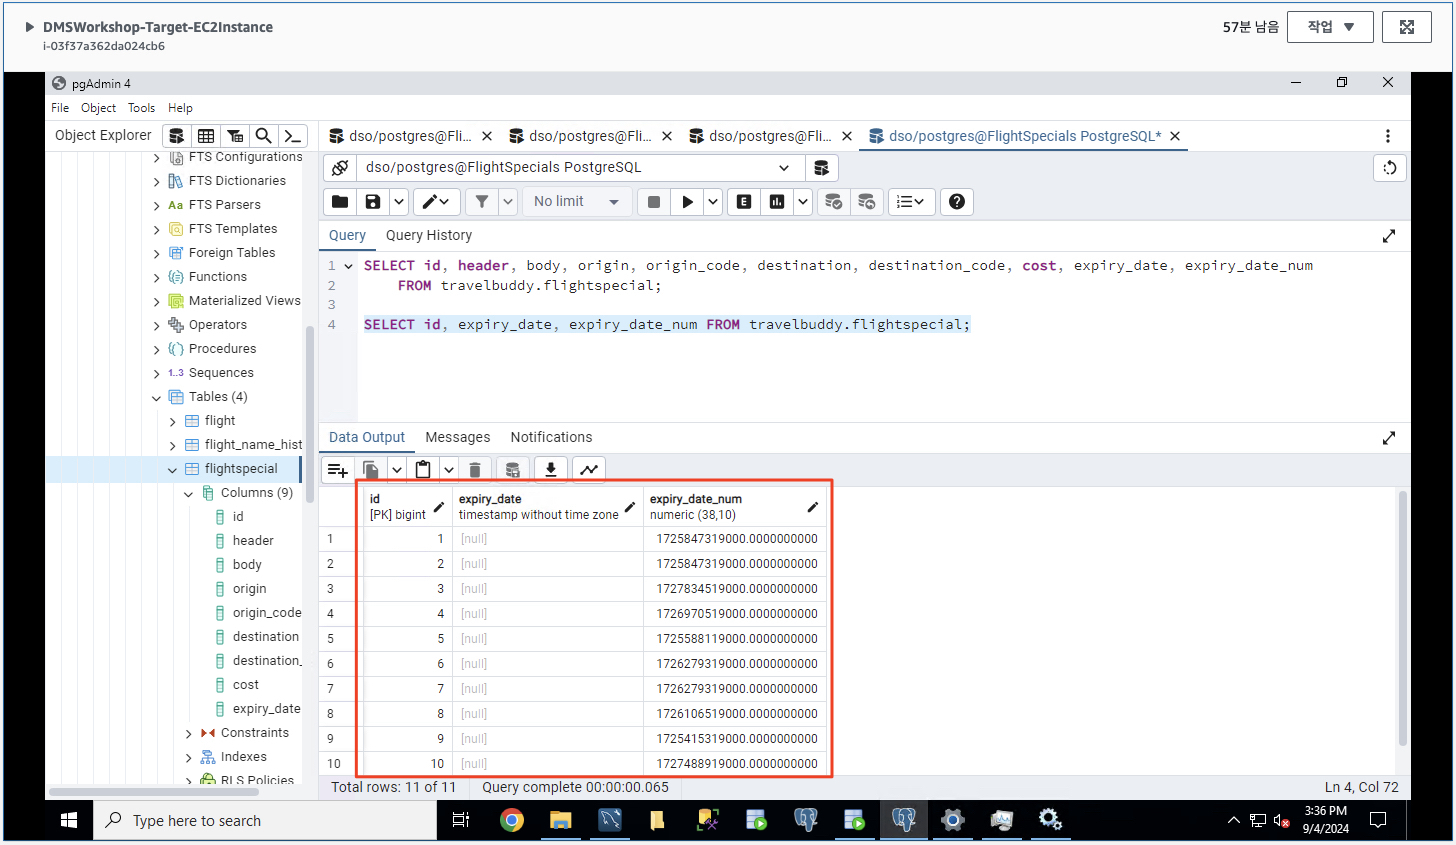 DMSWorkshop-Target-EC2Instance
i-03f37a362da024cb6
57분 남음
작업
pgAdmin 4
File Object Tools Help
Object Explorer
dso/postgres@Fli...
dso/postgres@Fli...
dso/postgres@Fli...
dso/postgres@FlightSpecials PostgreSQL*
FTS Configurations
FTS Dictionaries
Aa FTS Parsers
FTS Templates
Foreign Tables
Functions
Materialized Views
Operators
Procedures
1..3 Sequences
Tables (4)
flight
flight_name_hist
flightspecial
Columns (9)
id
header
body
origin
origin_code
destination
destination_
cost
expiry_date
Constraints
Indexes
RLS Policies
dso/postgres@FlightSpecials PostgreSQL
No limit
E
Query Query History
1 SELECT id, header, body, origin, origin_code, destination, destination_code, cost, expiry_date, expiry_date_num
2 FROM travelbuddy.flightspecial;
3
4 SELECT id, expiry_date, expiry_date_num FROM travelbuddy.flightspecial;
Data Output Messages Notifications
id expiry_date expiry_date_num
[PK] bigint timestamp without time zone numeric (38,10)
1 1 [null] 1725847319000.0000000000
2 2 [null] 1725847319000.0000000000
3 3 [null] 1727834519000.0000000000
4 4 [null] 1726970519000.0000000000
5 5 [null] 1725588119000.0000000000
6 6 [null] 1726279319000.0000000000
7 7 [null] 1726279319000.0000000000
8 8 [null] 1726106519000.0000000000
9 9 [null] 1725415319000.0000000000
10 10 [null] 1727488919000.0000000000
Total rows: 11 of 11 Query complete 00:00:00.065 Ln 4, Col 72
Type here to search
3:36 PM
9/4/2024